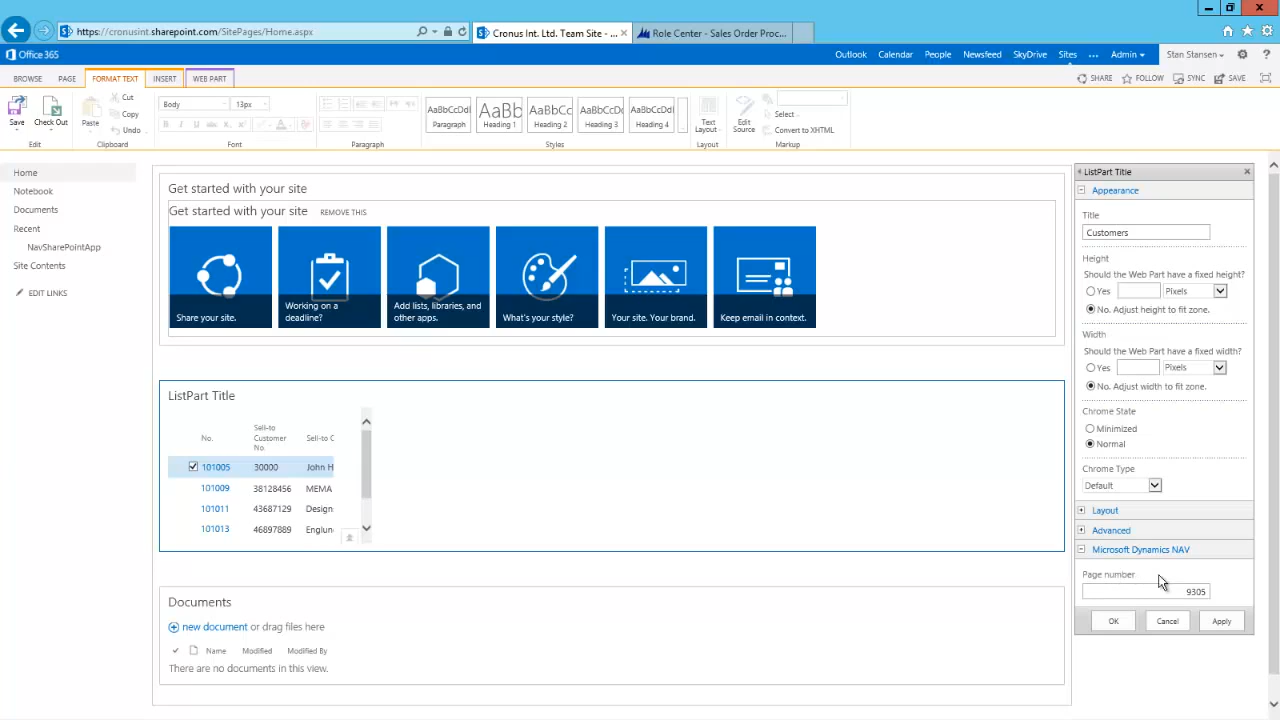 https://cronusint.sharepoint.com/SitePages/Home.aspx
Cronus Int. Ltd. Team Site - ...
Role Center - Sales Order Proc...
Office 365
Outlook Calendar People Newsfeed SkyDrive Sites ... Admin Stan Stansen ?
BROWSE PAGE FORMAT TEXT INSERT WEB PART
SHARE FOLLOW SYNC SAVE
Save
Check Out
Edit
Paste
Cut
Copy
Undo
Clipboard
Body 13px
B I U abc
Font
Paragraph
AaBbCcDdI Paragraph
AaBb Heading 1
AaBbCc Heading 2
AaBbCcDc Heading 3
AaBbCcDdI Heading 4
Styles
Text Layout
Layout
Edit Source
Select
Convert to XHTML
Markup
Home
Notebook
Documents
Recent
NavSharePointApp
Site Contents
EDIT LINKS
Get started with your site
Get started with your site REMOVE THIS
Share your site.
Working on a deadline?
Add lists, libraries, and other apps.
What's your style?
Your site. Your brand.
Keep email in context.
ListPart Title
No. Sell-to Customer No. Sell-to C
101005 30000 John H
101009 38128456 MEMA
101011 43687129 Design
101013 46897889 Englun
Documents
new document or drag files here
Name Modified Modified By
There are no documents in this view.
ListPart Title
Appearance
Title
Customers
Height
Should the Web Part have a fixed height?
Yes Pixels
No. Adjust height to fit zone.
Width
Should the Web Part have a fixed width?
Yes Pixels
No. Adjust width to fit zone.
Chrome State
Minimized
Normal
Chrome Type
Default
Layout
Advanced
Microsoft Dynamics NAV
Page number
9305
OK Cancel Apply